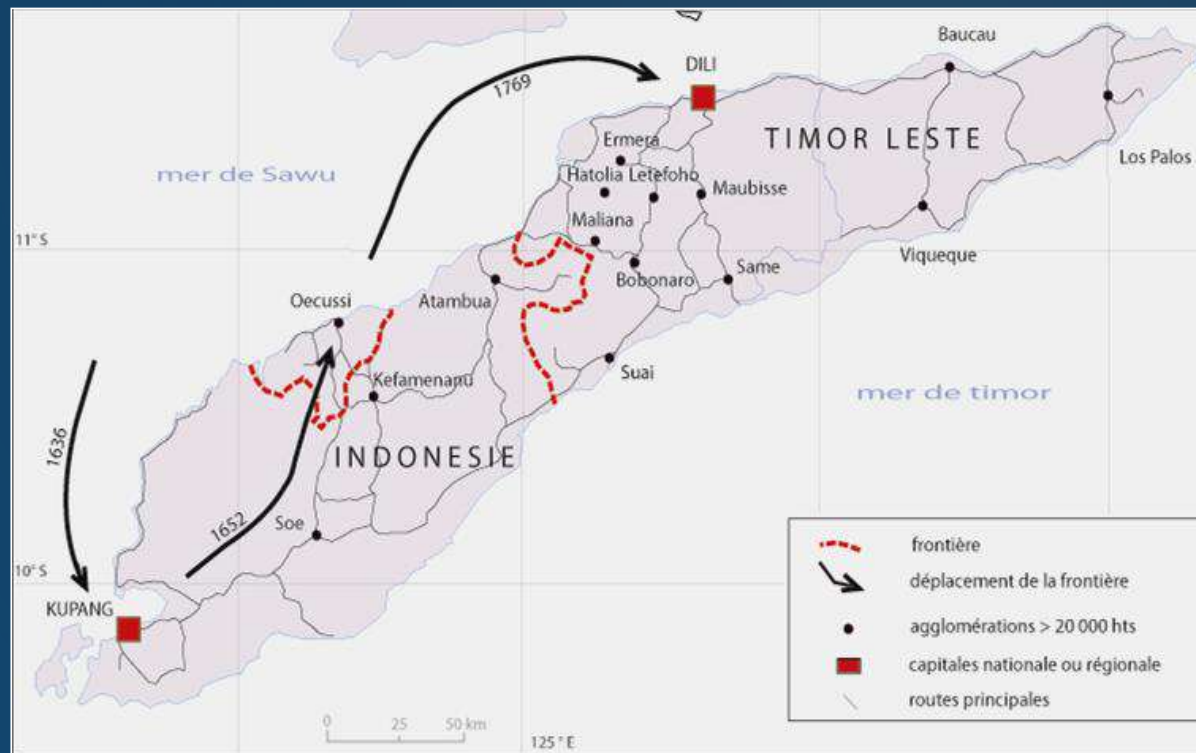 Baucau
DILI
1769
TIMOR LESTE
Ermera
Los Palos
mer de Sawu
Hatolia Letefoho
Maubisse
Maliana
11° S
Viqueque
Bobonaro
Same
Oecussi
Atambua
Suai
Kefamenanu
mer de timor
1636
INDONESIE
1652
Soe
frontière
10° S
déplacement de la frontière
KUPANG
agglomérations > 20 000 hts
capitales nationale ou régionale
routes principales
0 25 50 km
125° E